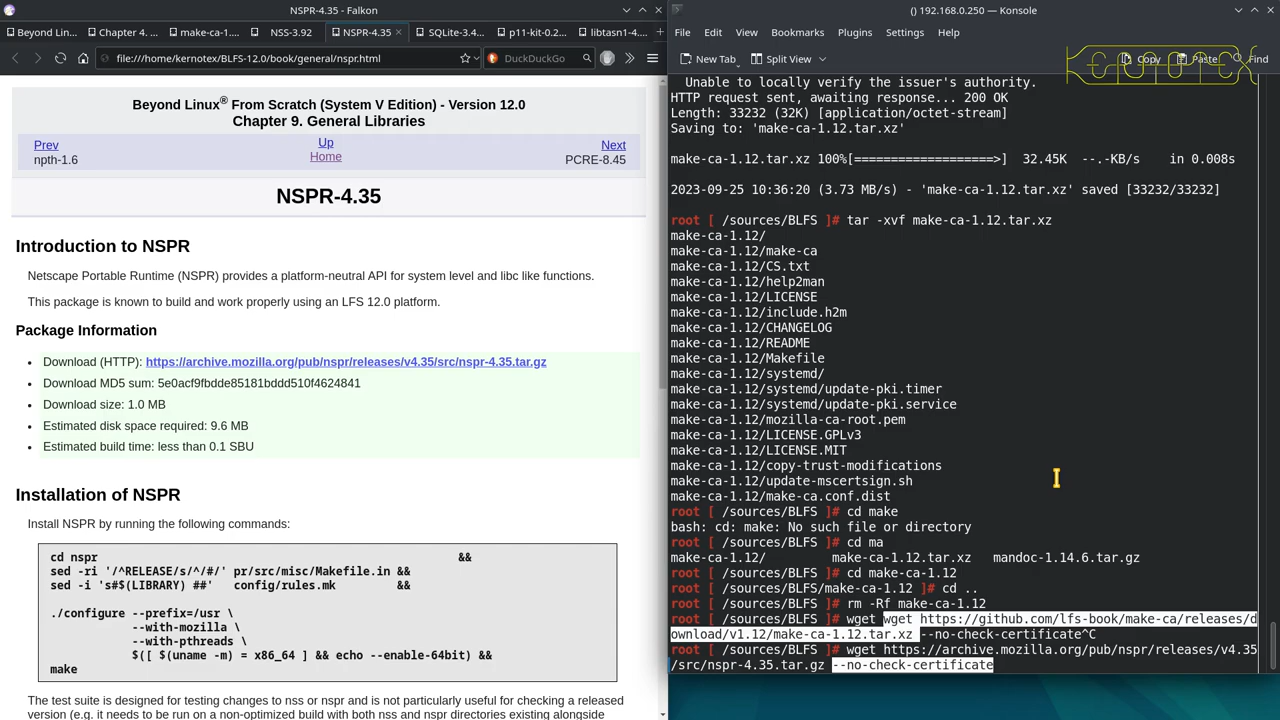 NSPR-4.35 - Falkon
Beyond Lin...
Chapter 4. ...
make-ca-1....
NSS-3.92
NSPR-4.35
SQLite-3.4...
p11-kit-0.2...
libtasn1-4....
file:///home/kernotex/BLFS-12.0/book/general/nspr.html
DuckDuckGo
Beyond Linux® From Scratch (System V Edition) - Version 12.0
Chapter 9. General Libraries
Prev
Up
Next
npth-1.6
Home
PCRE-8.45
NSPR-4.35
Introduction to NSPR
Netscape Portable Runtime (NSPR) provides a platform-neutral API for system level and libc like functions.
This package is known to build and work properly using an LFS 12.0 platform.
Package Information
• Download (HTTP): https://archive.mozilla.org/pub/nspr/releases/v4.35/src/nspr-4.35.tar.gz
• Download MD5 sum: 5e0acf9fbdde85181bddd510f4624841
• Download size: 1.0 MB
• Estimated disk space required: 9.6 MB
• Estimated build time: less than 0.1 SBU
Installation of NSPR
Install NSPR by running the following commands:
cd nspr &&
sed -ri '/^RELEASE/s/^/#/' pr/src/misc/Makefile.in &&
sed -i 's#$(LIBRARY) ##' config/rules.mk &&
./configure --prefix=/usr \
--with-mozilla \
--with-pthreads \
$([ $(uname -m) = x86_64 ] && echo --enable-64bit) &&
make
The test suite is designed for testing changes to nss or nspr and is not particularly useful for checking a released
version (e.g. it needs to be run on a non-optimized build with both nss and nspr directories existing alongside
() 192.168.0.250 — Konsole
File Edit View Bookmarks Plugins Settings Help
New Tab Split View Copy Paste Find
Kernotex
Unable to locally verify the issuer's authority.
HTTP request sent, awaiting response... 200 OK
Length: 33232 (32K) [application/octet-stream]
Saving to: 'make-ca-1.12.tar.xz'
make-ca-1.12.tar.xz 100%[===================>] 32.45K --.-KB/s in 0.008s
2023-09-25 10:36:20 (3.73 MB/s) - 'make-ca-1.12.tar.xz' saved [33232/33232]
root [ /sources/BLFS ]# tar -xvf make-ca-1.12.tar.xz
make-ca-1.12/
make-ca-1.12/make-ca
make-ca-1.12/CS.txt
make-ca-1.12/help2man
make-ca-1.12/LICENSE
make-ca-1.12/include.h2m
make-ca-1.12/CHANGELOG
make-ca-1.12/README
make-ca-1.12/Makefile
make-ca-1.12/systemd/
make-ca-1.12/systemd/update-pki.timer
make-ca-1.12/systemd/update-pki.service
make-ca-1.12/mozilla-ca-root.pem
make-ca-1.12/LICENSE.GPLv3
make-ca-1.12/LICENSE.MIT
make-ca-1.12/copy-trust-modifications
make-ca-1.12/update-mscertsign.sh
make-ca-1.12/make-ca.conf.dist
root [ /sources/BLFS ]# cd make
bash: cd: make: No such file or directory
root [ /sources/BLFS ]# cd ma
make-ca-1.12/ make-ca-1.12.tar.xz mandoc-1.14.6.tar.gz
root [ /sources/BLFS ]# cd make-ca-1.12
root [ /sources/BLFS/make-ca-1.12 ]# cd ..
root [ /sources/BLFS ]# rm -Rf make-ca-1.12
root [ /sources/BLFS ]# wget wget https://github.com/lfs-book/make-ca/releases/d
ownload/v1.12/make-ca-1.12.tar.xz --no-check-certificate^C
root [ /sources/BLFS ]# wget https://archive.mozilla.org/pub/nspr/releases/v4.35
/src/nspr-4.35.tar.gz --no-check-certificate